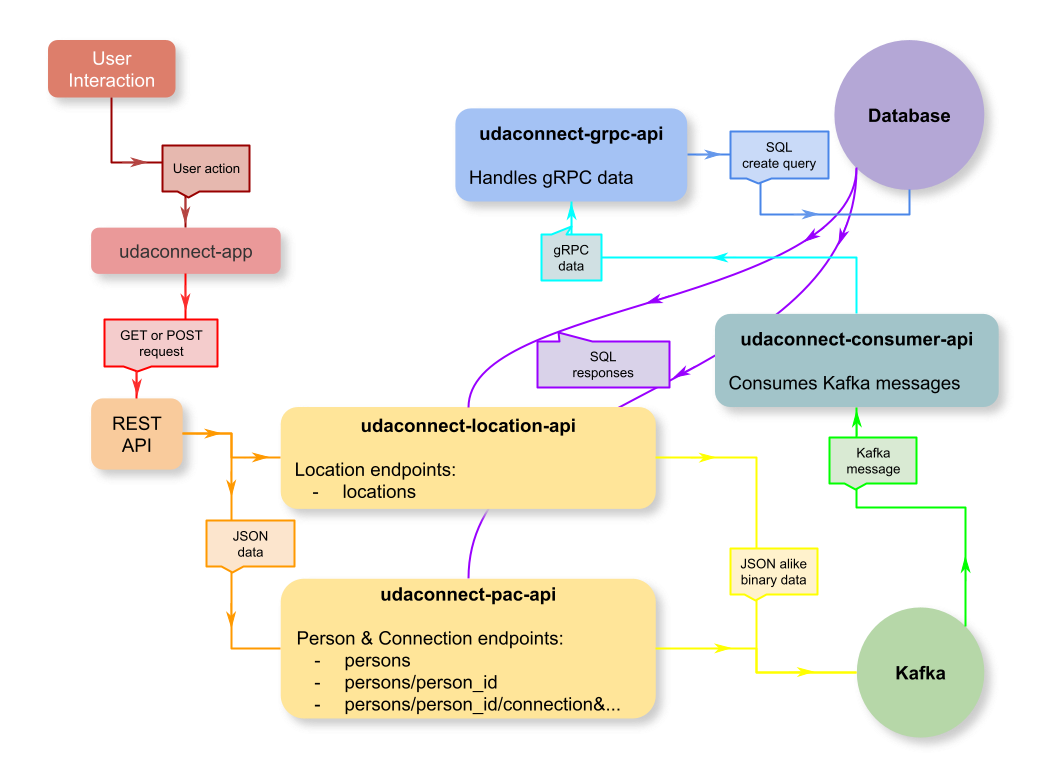 User
Interaction
User action
udaconnect-app
GET or POST
request
REST
API
JSON
data
udaconnect-grpc-api
Handles gRPC data
SQL
create query
Database
gRPC
data
SQL
responses
udaconnect-consumer-api
Consumes Kafka messages
udaconnect-location-api
Location endpoints:
- locations
Kafka
message
JSON alike
binary data
udaconnect-pac-api
Person & Connection endpoints:
- persons
- persons/person_id
- persons/person_id/connection&...
Kafka